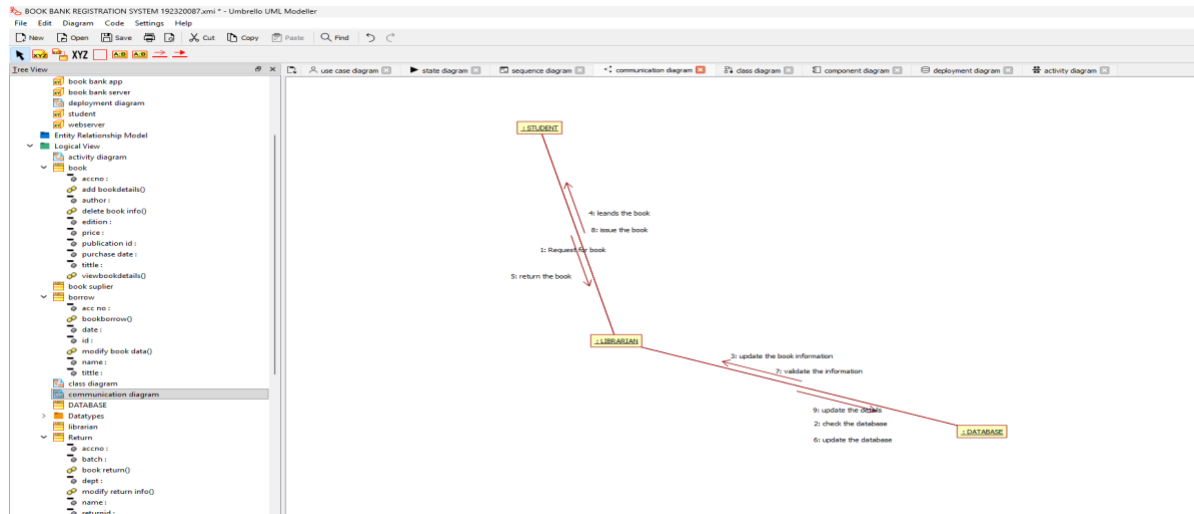 BOOK BANK REGISTRATION SYSTEM 192320087.xmi * - Umbrello UML Modeller
File Edit Diagram Code Settings Help
New Open Save Cut Copy Paste Find
XYZ XYZ A:B A:B
Tree View
use case diagram state diagram sequence diagram communication diagram class diagram component diagram deployment diagram activity diagram
book bank app
book bank server
deployment diagram
student
webserver
Entity Relationship Model
Logical View
activity diagram
book
accno :
add bookdetails()
author :
delete book info()
edition :
price :
publication id :
purchase date :
tittle :
viewbookdetails()
book suplier
borrow
acc no :
bookborrow()
date :
id :
modify book data()
name :
tittle :
class diagram
communication diagram
DATABASE
Datatypes
librarian
Return
accno :
batch :
book return()
dept :
modify return info()
name :
returnid :
: STUDENT
4: leands the book
8: issue the book
1: Request for book
5: return the book
: LIBRARIAN
3: update the book information
7: validate the information
9: update the details
2: check the database
6: update the database
: DATABASE